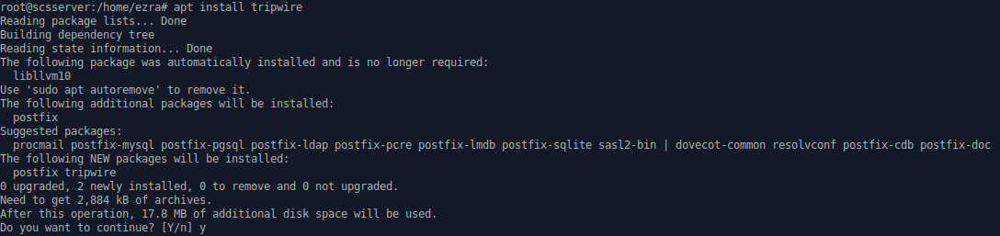 root@scsserver:/home/ezra# apt install tripwire
Reading package lists... Done
Building dependency tree
Reading state information... Done
The following package was automatically installed and is no longer required:
  libllvm10
Use 'sudo apt autoremove' to remove it.
The following additional packages will be installed:
  postfix
Suggested packages:
  procmail postfix-mysql postfix-pgsql postfix-ldap postfix-pcre postfix-lmdb postfix-sqlite sasl2-bin | dovecot-common resolvconf postfix-cdb postfix-doc
The following NEW packages will be installed:
  postfix tripwire
0 upgraded, 2 newly installed, 0 to remove and 0 not upgraded.
Need to get 2,884 kB of archives.
After this operation, 17.8 MB of additional disk space will be used.
Do you want to continue? [Y/n] y